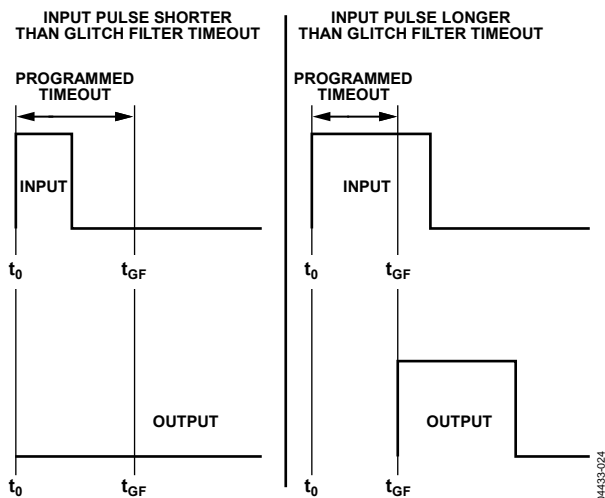 INPUT PULSE SHORTER
THAN GLITCH FILTER TIMEOUT
INPUT PULSE LONGER
THAN GLITCH FILTER TIMEOUT
PROGRAMMED
TIMEOUT
PROGRAMMED
TIMEOUT
INPUT
INPUT
t0
tGF
t0
tGF
OUTPUT
OUTPUT
t0
tGF
t0
tGF
04433-024